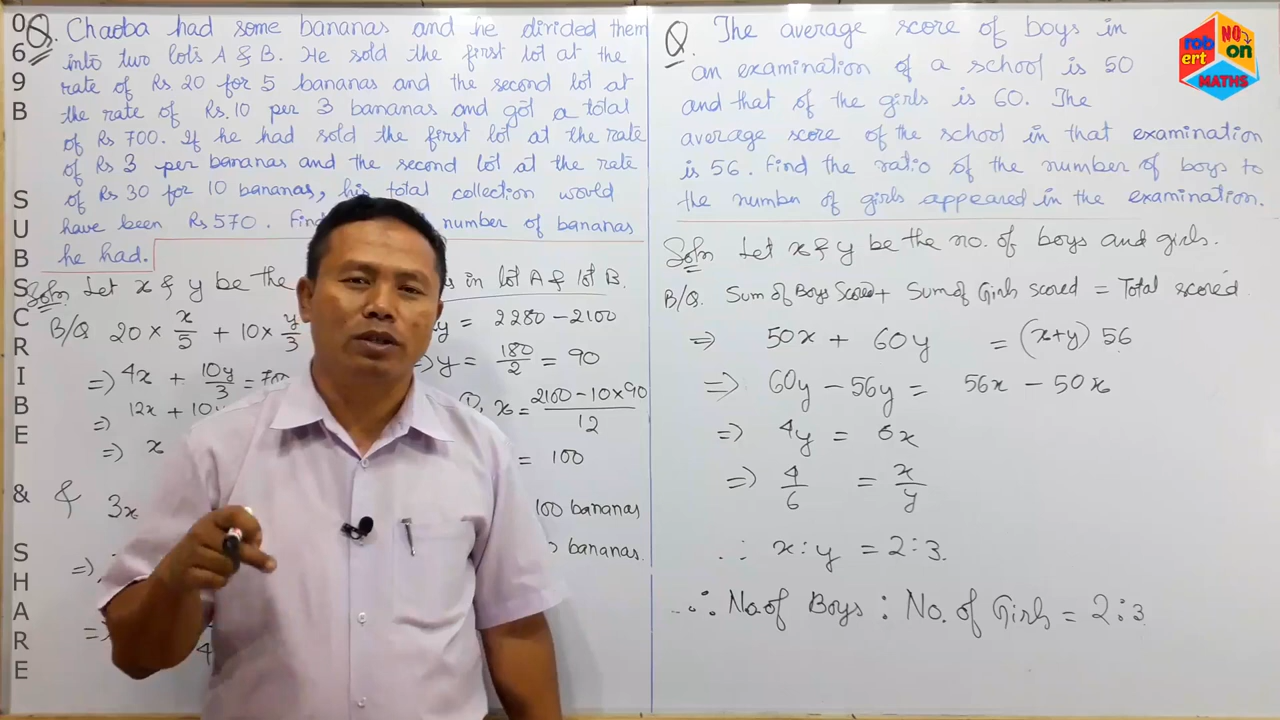 069B SUBSCRIBE & SHARE
Q. Chaoba had some bananas and he divided them
into two lots A & B. He sold the first lot at the
rate of Rs 20 for 5 bananas and the second lot at
the rate of Rs. 10 per 3 bananas and got a total
of Rs 700. If he had sold the first lot at the rate
of Rs 3 per bananas and the second lot at the rate
of Rs 30 for 10 bananas, his total collection would
have been Rs 570. number of bananas
he had.
Soln Let x & y be the in lot A & lot B.
B/Q 20 × x/5 + 10 × y/3
=> 4x + 10y/3 = 700
=> 12x + 10y
=> x
& 3x
=>
=>
4
y = 2280 - 2100
=> y = 180/2 = 90
x = 2100 - 10×90 / 12
= 100
100 bananas
bananas.
Q. The average score of boys in
an examination of a school is 50
and that of the girls is 60. The
average score of the school in that examination
is 56. Find the ratio of the number of boys to
the number of girls appeared in the examination.
Soln Let x & y be the no. of boys and girls.
B/Q. Sum of Boys Scored + Sum of Girls scored = Total scored.
=> 50x + 60y = (x+y) 56
=> 60y - 56y = 56x - 50x
=> 4y = 6x
=> 4/6 = x/y
∴ x : y = 2:3.
∴ No. of Boys : No. of Girls = 2:3
rob ert NO on MATHS